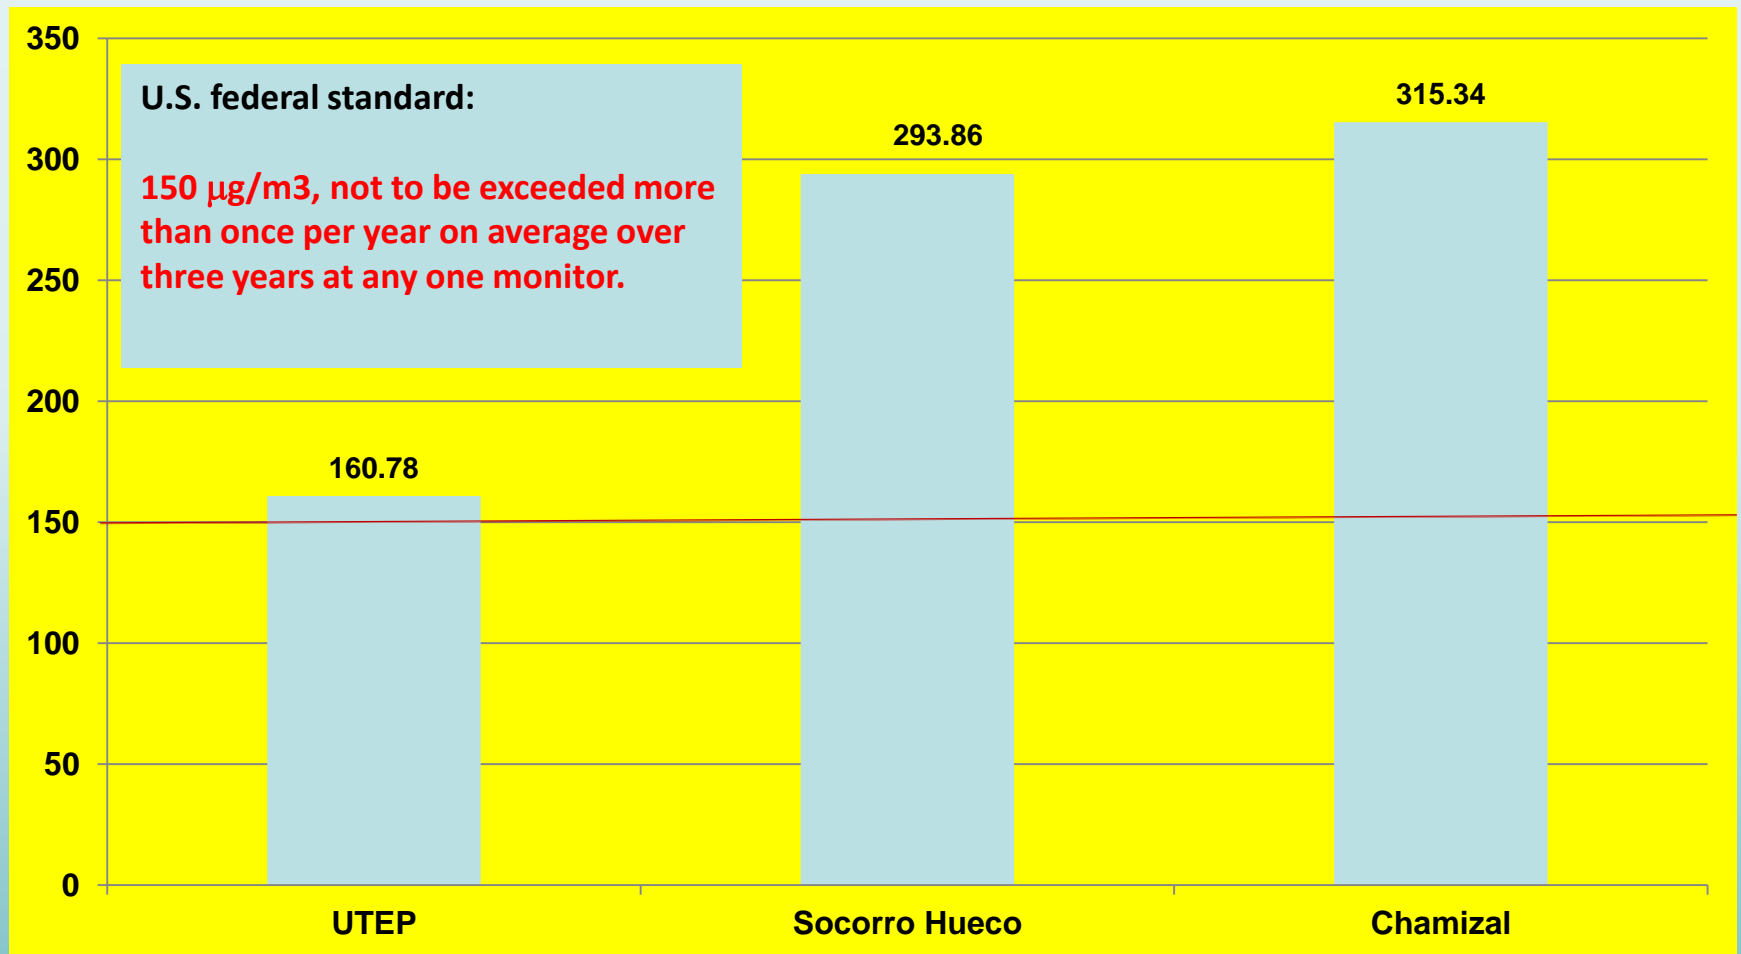 350
300
250
200
150
100
50
0
U.S. federal standard:
150 μg/m3, not to be exceeded more
than once per year on average over
three years at any one monitor.
160.78
293.86
315.34
UTEP
Socorro Hueco
Chamizal